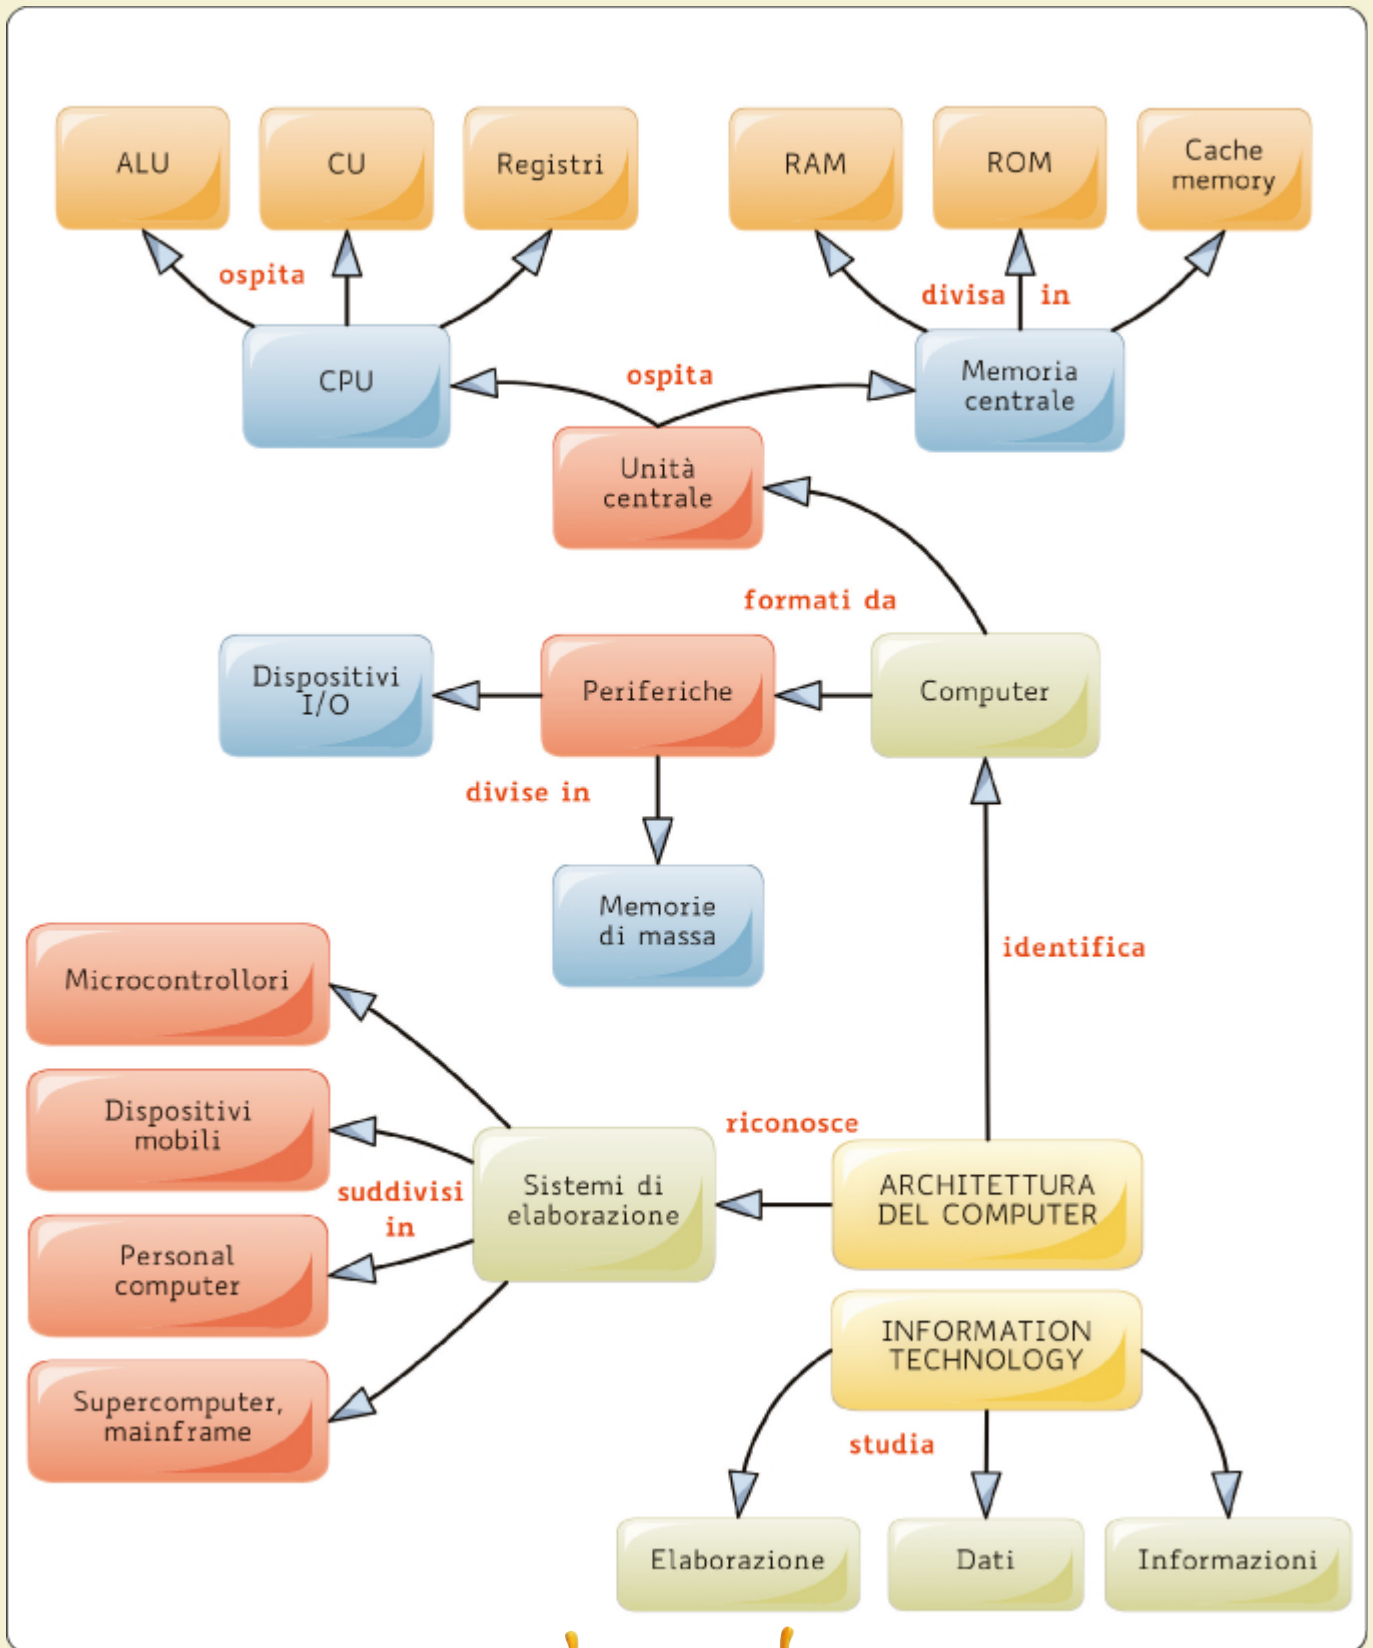 ALU
CU
Registri
RAM
ROM
Cache
memory
ospita
divisa in
CPU
ospita
Memoria
centrale
Unità
centrale
formati da
Dispositivi
I/O
Periferiche
Computer
divise in
Memorie
di massa
identifica
Microcontrollori
Dispositivi
mobili
riconosce
suddivisi
in
Sistemi di
elaborazione
ARCHITETTURA
DEL COMPUTER
Personal
computer
INFORMATION
TECHNOLOGY
Supercomputer,
mainframe
studia
Elaborazione
Dati
Informazioni